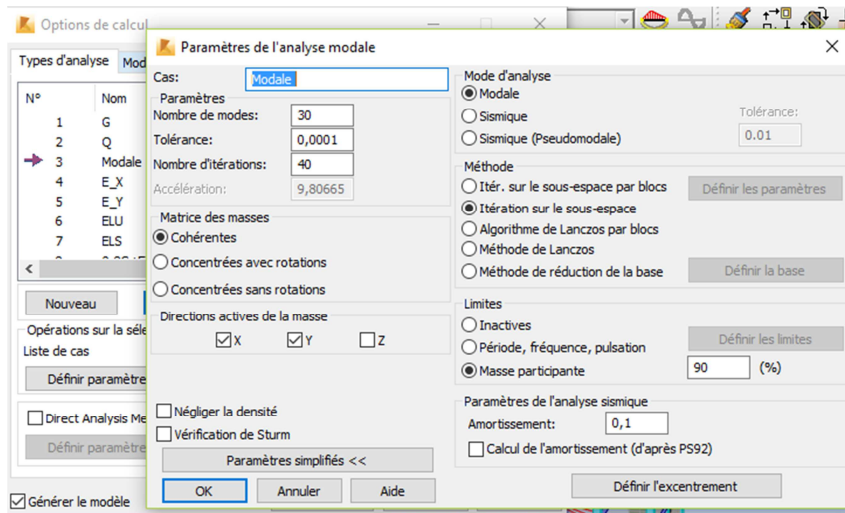 Options de calcul
Types d'analyse
N° Nom
1 G
2 Q
3 Modale
4 E_X
5 E_Y
6 ELU
7 ELS
Nouveau
Opérations sur la séle
Liste de cas
Définir paramètre
Direct Analysis Me
Définir paramètre
Générer le modèle
Paramètres de l'analyse modale
Cas: Modale
Paramètres
Nombre de modes: 30
Tolérance: 0,0001
Nombre d'itérations: 40
Accélération: 9,80665
Matrice des masses
Cohérentes
Concentrées avec rotations
Concentrées sans rotations
Directions actives de la masse
X Y Z
Négliger la densité
Vérification de Sturm
Paramètres simplifiés <<
OK Annuler Aide
Mode d'analyse
Modale
Sismique
Sismique (Pseudomodale)
Tolérance:
0.01
Méthode
Itér. sur le sous-espace par blocs Définir les paramètres
Itération sur le sous-espace
Algorithme de Lanczos par blocs
Méthode de Lanczos
Méthode de réduction de la base Définir la base
Limites
Inactives
Période, fréquence, pulsation Définir les limites
Masse participante 90 (%)
Paramètres de l'analyse sismique
Amortissement: 0,1
Calcul de l'amortissement (d'après PS92)
Définir l'excentrement